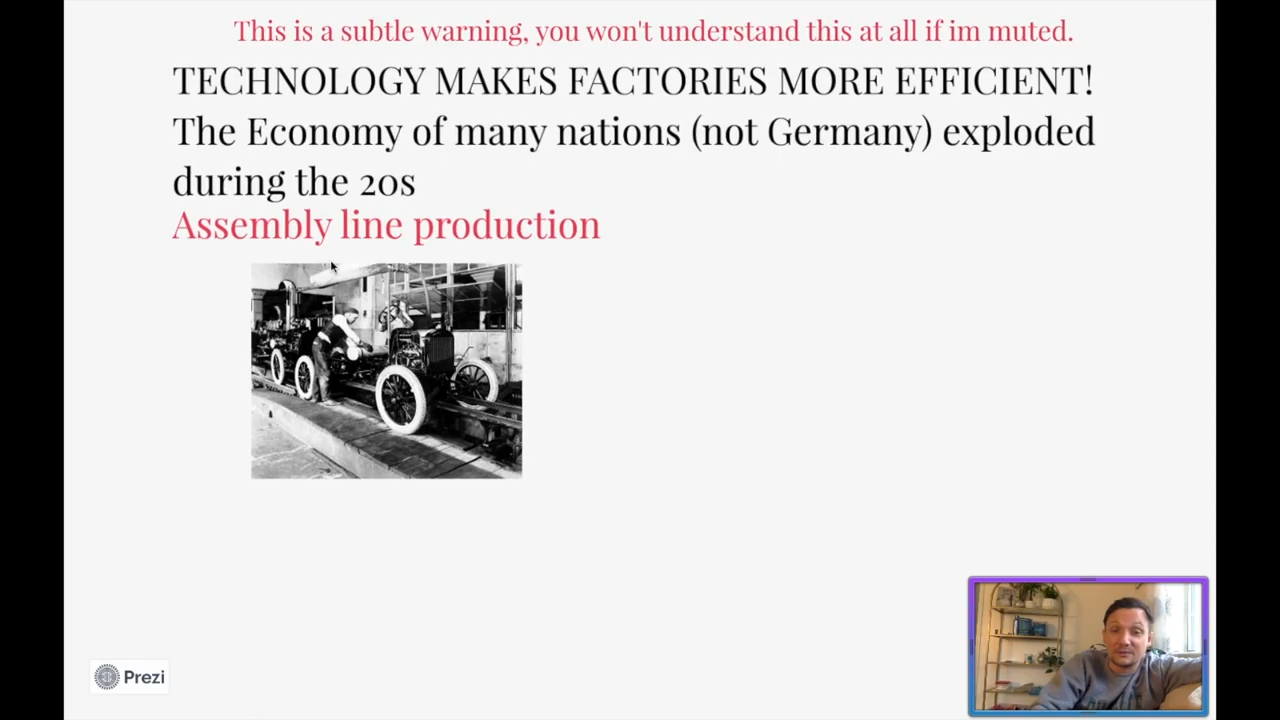 This is a subtle warning, you won't understand this at all if im muted.
TECHNOLOGY MAKES FACTORIES MORE EFFICIENT!
The Economy of many nations (not Germany) exploded
during the 20s
Assembly line production
Prezi